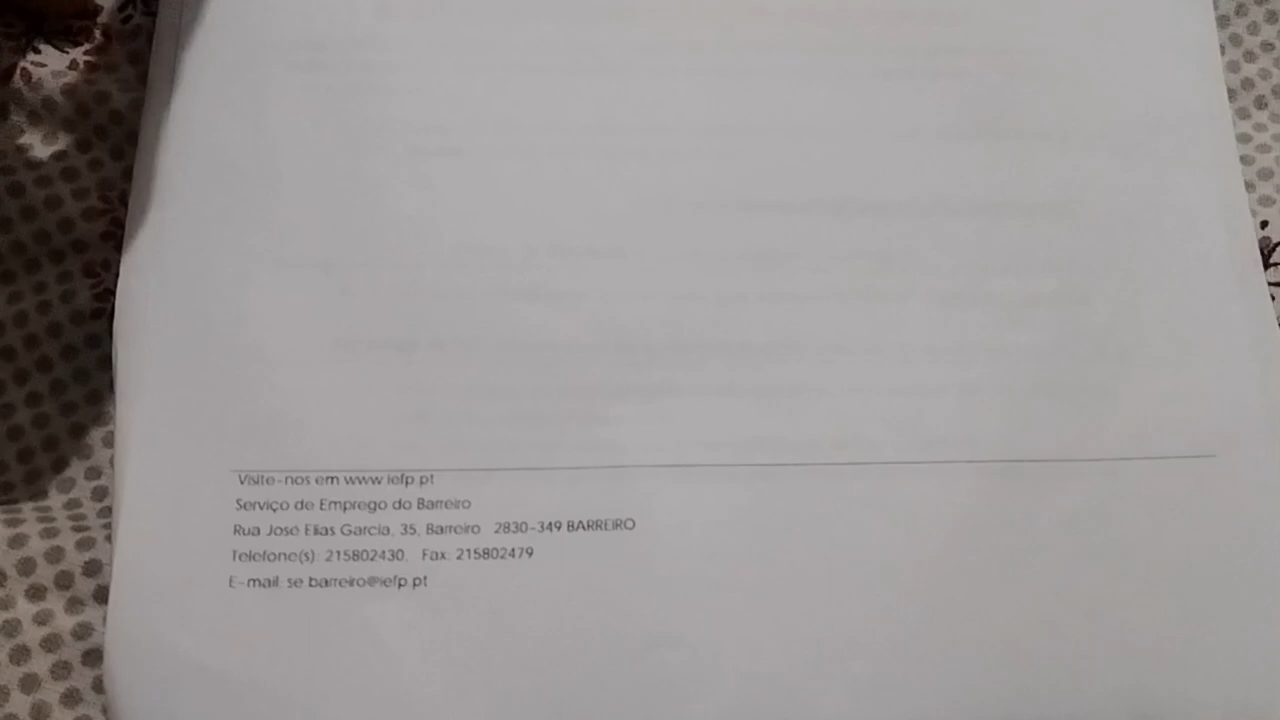 Visite-nos em www.iefp.pt
Serviço de Emprego do Barreiro
Rua José Elias Garcia, 35, Barreiro   2830-349 BARREIRO
Telefone(s): 215802430,   Fax: 215802479
E-mail: se.barreiro@iefp.pt